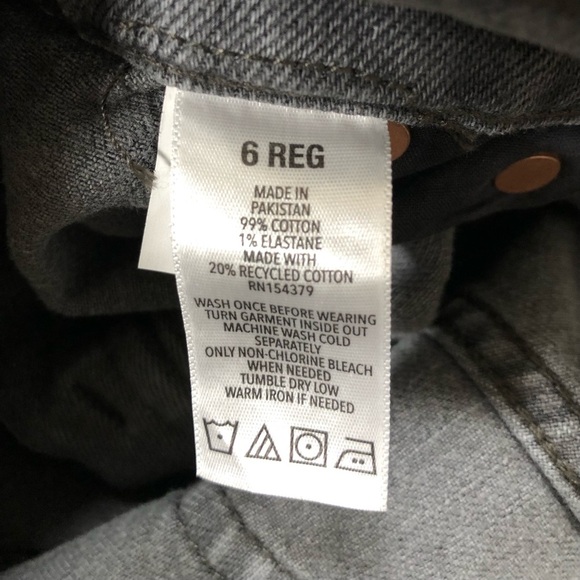 6 REG
MADE IN
PAKISTAN
99% COTTON
1% ELASTANE
MADE WITH
20% RECYCLED COTTON
RN154379
WASH ONCE BEFORE WEARING
TURN GARMENT INSIDE OUT
MACHINE WASH COLD
SEPARATELY
ONLY NON-CHLORINE BLEACH
WHEN NEEDED
TUMBLE DRY LOW
WARM IRON IF NEEDED